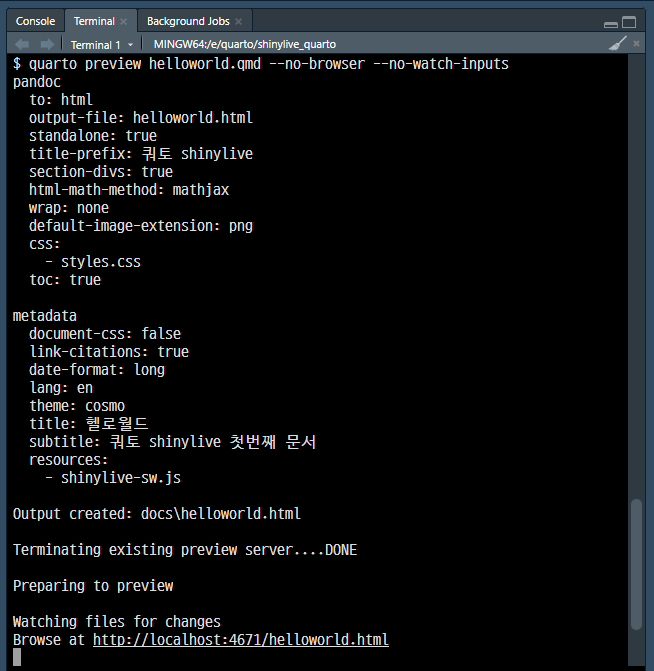 Console Terminal Background Jobs
Terminal 1 MINGW64:/e/quarto/shinylive_quarto
$ quarto preview helloworld.qmd --no-browser --no-watch-inputs
pandoc
  to: html
  output-file: helloworld.html
  standalone: true
  title-prefix: 쿼토 shinylive
  section-divs: true
  html-math-method: mathjax
  wrap: none
  default-image-extension: png
  css:
    - styles.css
  toc: true
metadata
  document-css: false
  link-citations: true
  date-format: long
  lang: en
  theme: cosmo
  title: 헬로월드
  subtitle: 쿼토 shinylive 첫번째 문서
  resources:
    - shinylive-sw.js
Output created: docs\helloworld.html
Terminating existing preview server....DONE
Preparing to preview
Watching files for changes
Browse at http://localhost:4671/helloworld.html